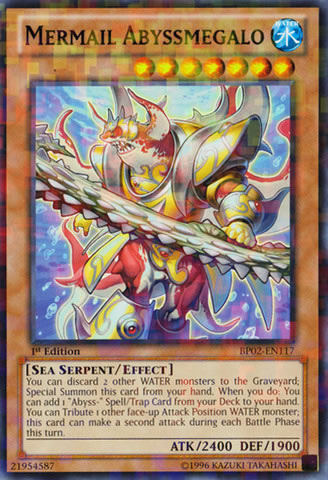 MERMAIL ABYSSMEGALO
WATER
水
1st Edition
BP02-EN117
[SEA SERPENT/EFFECT]
You can discard 2 other WATER monsters to the Graveyard;
Special Summon this card from your hand. When you do: You
can add 1 "Abyss-" Spell/Trap Card from your Deck to your hand.
You can Tribute 1 other face-up Attack Position WATER monster;
this card can make a second attack during each Battle Phase
this turn.
ATK/2400 DEF/1900
21954587
©1996 KAZUKI TAKAHASHI